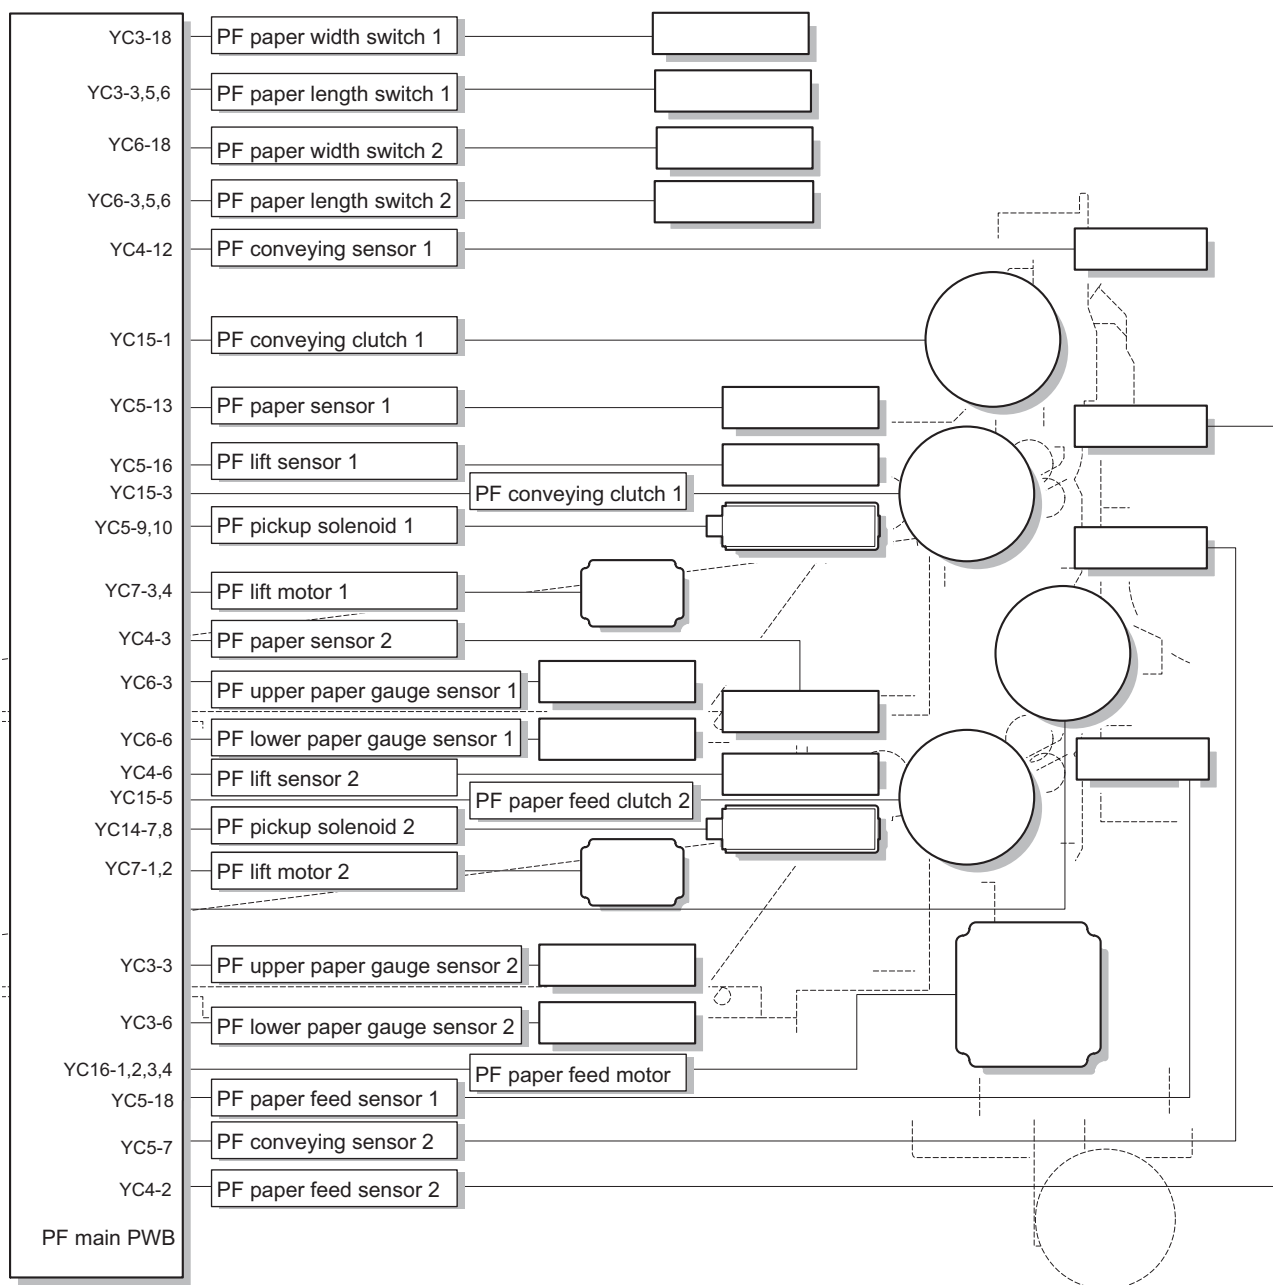 YC3-18 PF paper width switch 1
YC3-3,5,6 PF paper length switch 1
YC6-18 PF paper width switch 2
YC6-3,5,6 PF paper length switch 2
YC4-12 PF conveying sensor 1
YC15-1 PF conveying clutch 1
YC5-13 PF paper sensor 1
YC5-16 PF lift sensor 1
YC15-3 PF conveying clutch 1
YC5-9,10 PF pickup solenoid 1
YC7-3,4 PF lift motor 1
YC4-3 PF paper sensor 2
YC6-3 PF upper paper gauge sensor 1
YC6-6 PF lower paper gauge sensor 1
YC4-6 PF lift sensor 2
YC15-5 PF paper feed clutch 2
YC14-7,8 PF pickup solenoid 2
YC7-1,2 PF lift motor 2
YC3-3 PF upper paper gauge sensor 2
YC3-6 PF lower paper gauge sensor 2
YC16-1,2,3,4 PF paper feed motor
YC5-18 PF paper feed sensor 1
YC5-7 PF conveying sensor 2
YC4-2 PF paper feed sensor 2
PF main PWB